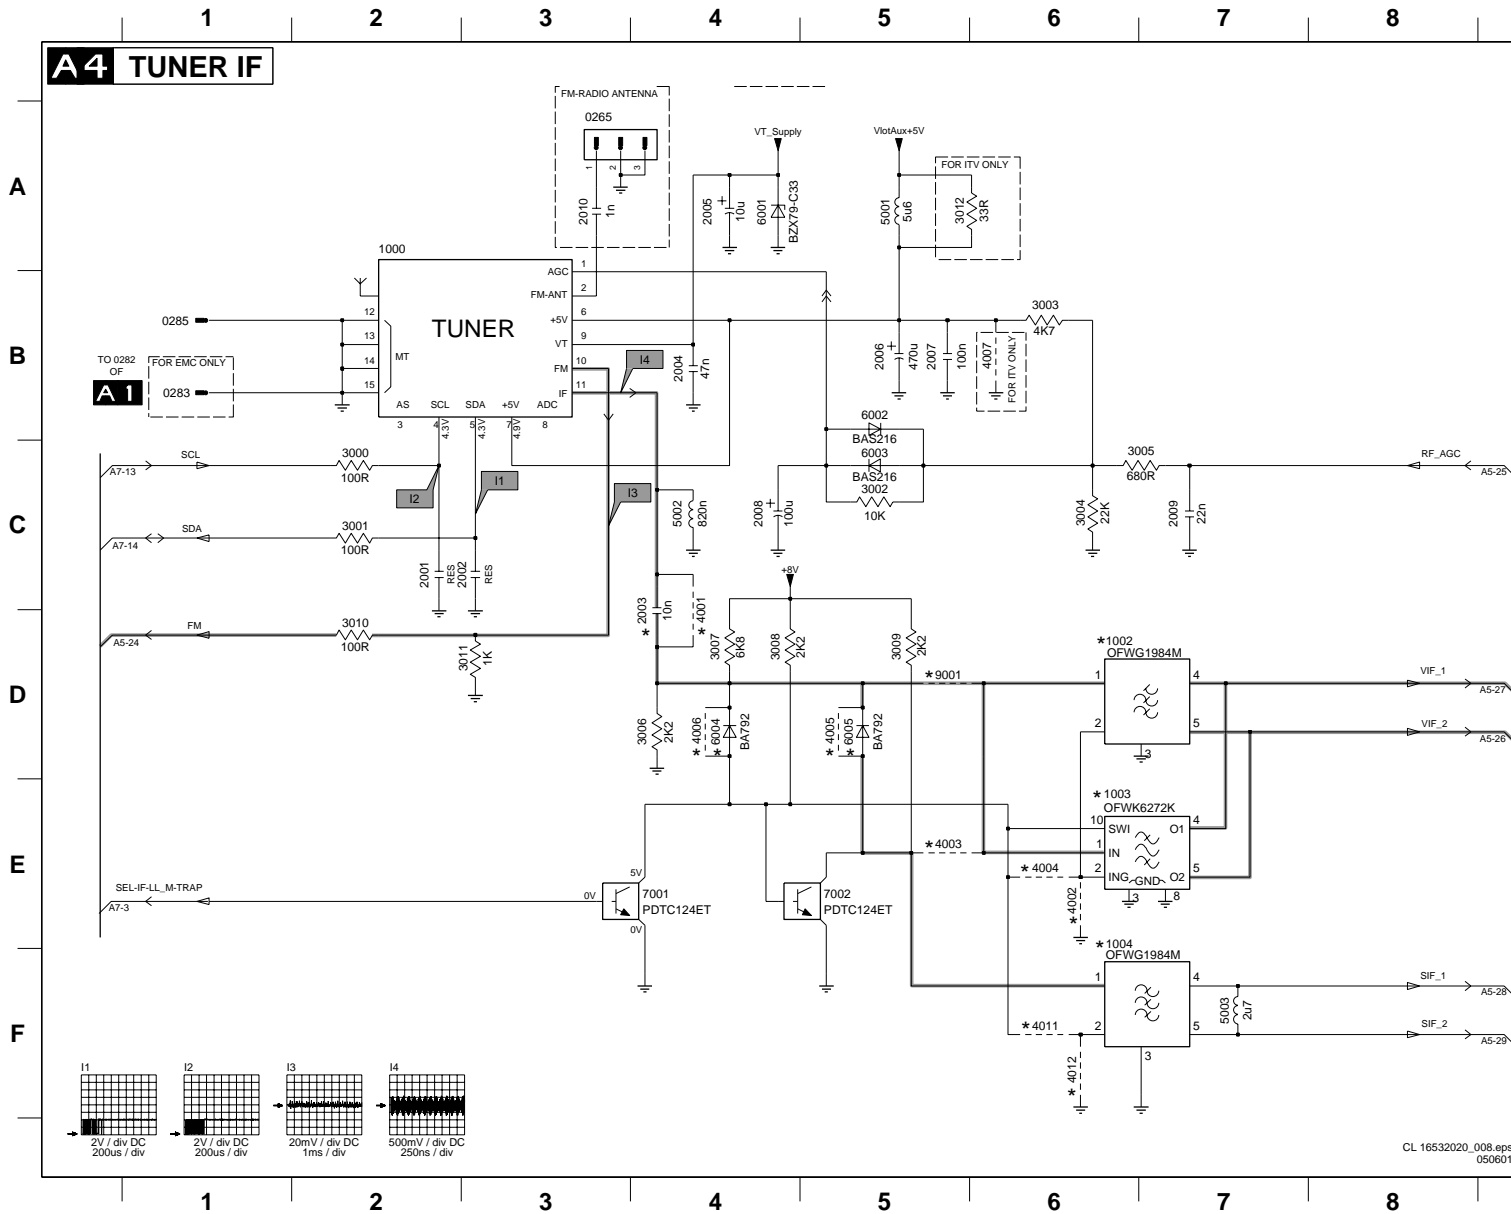 1 2 3 4 5 6 7 8
A4 TUNER IF
FM-RADIO ANTENNA
0265
1 2 3
2010
1n
VT_Supply
2005
+
10u
6001
BZX79-C33
VlotAux+5V
5001
5u6
FOR ITV ONLY
3012
33R
A
1000
TUNER
AGC 1
FM-ANT 2
+5V 6
VT 9
FM 10
IF 11
12
13
14
15
MT
AS SCL SDA +5V ADC
3 4 5 7 8
4.3V 4.3V 4.9V
0285
TO 0282
OF
A1
FOR EMC ONLY
0283
B
I4
2004
47n
2006
+
470u
2007
100n
4007
FOR ITV ONLY
3003
4K7
6002
BAS216
6003
BAS216
3002
10K
3005
680R
RF_AGC
A5-25
A7-13
SCL
3000
100R
I2
I1
I3
5002
820n
2008
+
100u
3004
22K
2009
22n
C
A7-14
SDA
3001
100R
2001
RES
2002
RES
+8V
* 2003
10n
* 4001
A5-24
FM
3010
100R
3011
1K
3007
6K8
3008
2K2
3009
2K2
*1002
OFWG1984M
1 4
2 5
3
VIF_1
A5-27
VIF_2
A5-26
D
*9001
3006
2K2
* 4006
* 6004
BA792
* 4005
* 6005
BA792
*1003
OFWK6272K
10 SWI O1 4
1 IN
2 ING GND O2 5
3 8
*4003
*4004
*4002
E
SEL-IF-LL_M-TRAP
A7-3
0V
5V
0V
7001
PDTC124ET
7002
PDTC124ET
*1004
OFWG1984M
1 4
2 5
3
5003
2u7
SIF_1
A5-28
SIF_2
A5-29
F
*4011
* 4012
I1
2V / div DC
200us / div
I2
2V / div DC
200us / div
I3
20mV / div DC
1ms / div
I4
500mV / div DC
250ns / div
CL 16532020_008.eps
050601
1 2 3 4 5 6 7 8